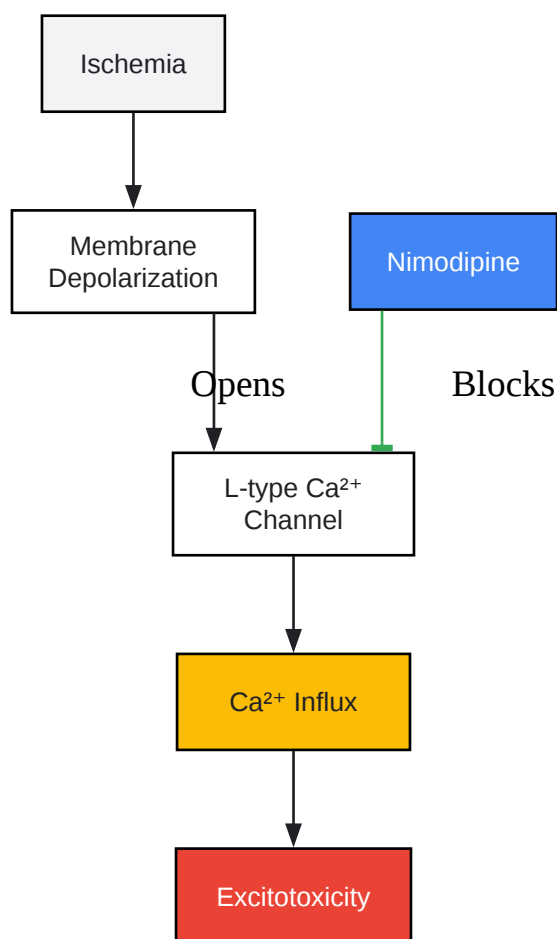 Ischemia
Membrane
Depolarization
Nimodipine
Opens
Blocks
L-type Ca²⁺
Channel
Ca²⁺ Influx
Excitotoxicity